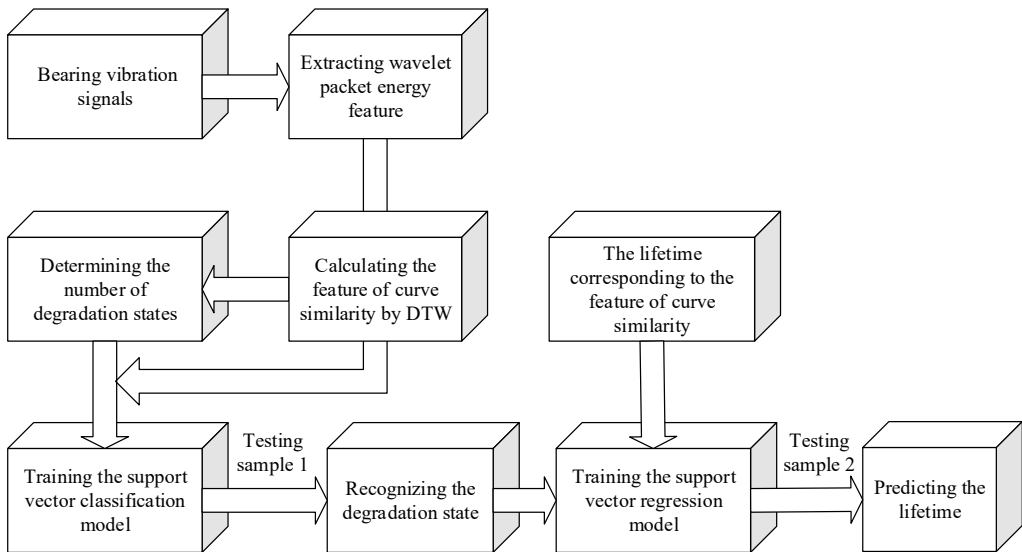 Bearing vibration
signals
Extracting wavelet
packet energy
feature
Determining the
number of
degradation states
Calculating the
feature of curve
similarity by DTW
The lifetime
corresponding to the
feature of curve
similarity
Training the support
vector classification
model
Testing
sample 1
Recognizing the
degradation state
Training the support
vector regression
model
Testing
sample 2
Predicting the
lifetime